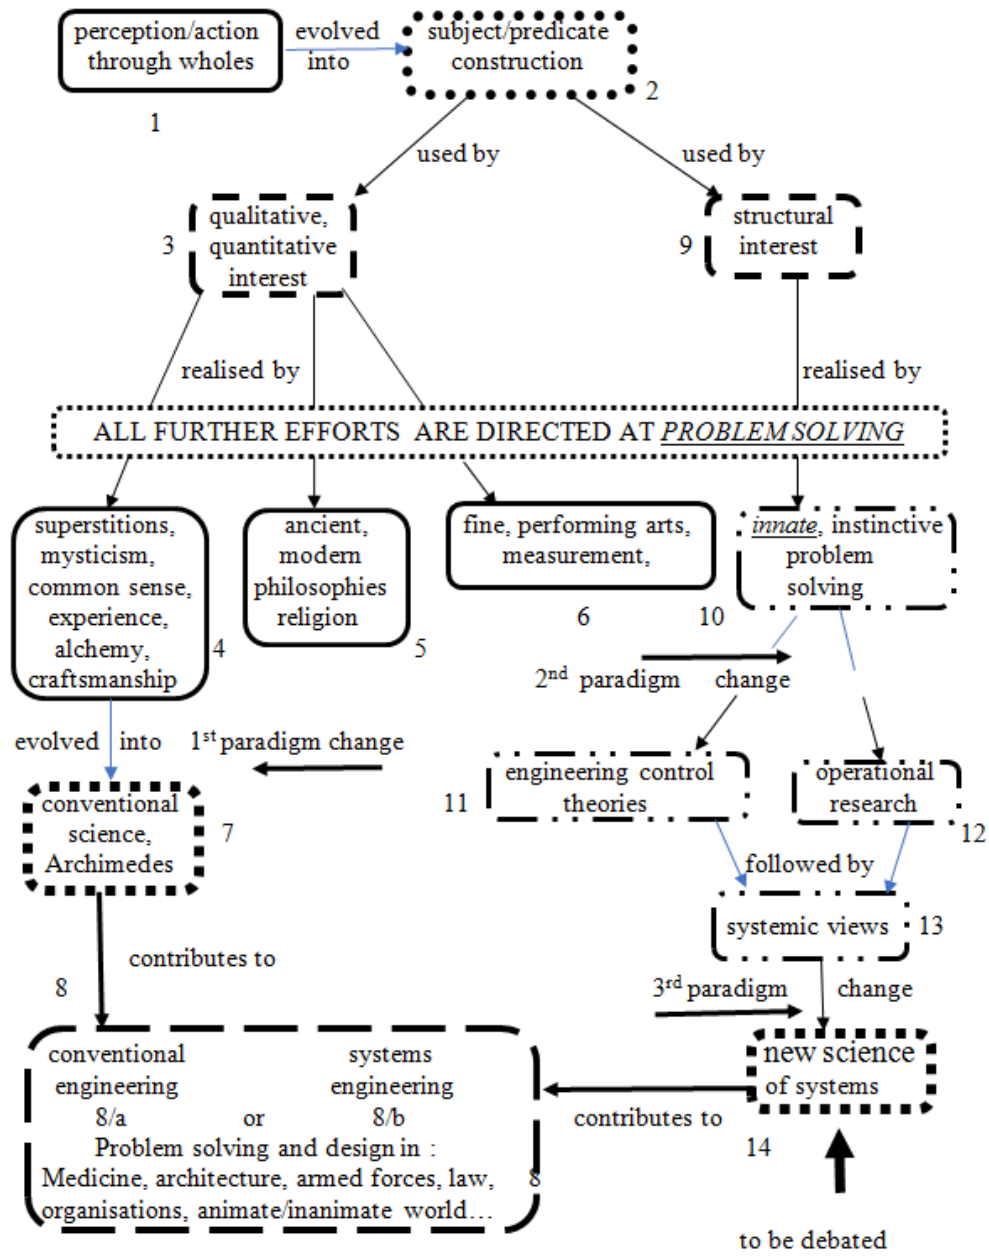 perception/action
through wholes
1
evolved
into
subject/predicate
construction
2
used by
used by
qualitative,
quantitative
interest
3
structural
interest
9
realised by
realised by
ALL FURTHER EFFORTS ARE DIRECTED AT PROBLEM SOLVING
superstitions,
mysticism,
common sense,
experience,
alchemy,
craftsmanship
4
ancient,
modern
philosophies
religion
5
fine, performing arts,
measurement,
6
innate, instinctive
problem
solving
10
2nd paradigm change
evolved into
1st paradigm change
engineering control
theories
11
operational
research
12
conventional
science,
Archimedes
7
followed by
systemic views
13
contributes to
8
3rd paradigm change
conventional
engineering
8/a
or
systems
engineering
8/b
Problem solving and design in :
Medicine, architecture, armed forces, law,
organisations, animate/inanimate world…
8
new science
of systems
contributes to
14
to be debated